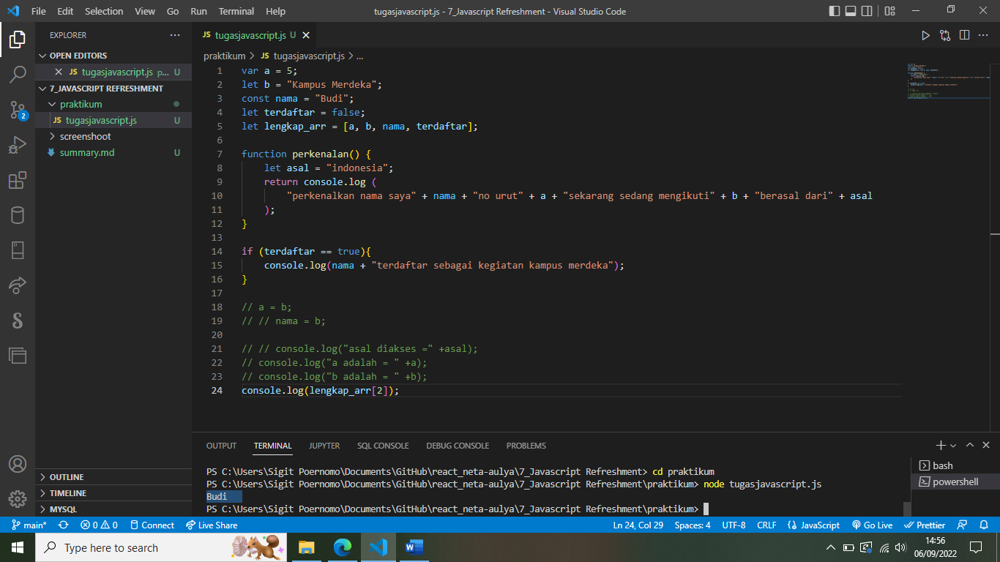 File Edit Selection View Go Run Terminal Help
tugasjavascript.js - 7_Javascript Refreshment - Visual Studio Code
EXPLORER
OPEN EDITORS
JS tugasjavascript.js p... U
7_JAVASCRIPT REFRESHMENT
praktikum
JS tugasjavascript.js U
screenshoot
summary.md U
OUTLINE
TIMELINE
MYSQL
2
JS tugasjavascript.js U
praktikum > JS tugasjavascript.js > ...
1 var a = 5;
2 let b = "Kampus Merdeka";
3 const nama = "Budi";
4 let terdaftar = false;
5 let lengkap_arr = [a, b, nama, terdaftar];
6
7 function perkenalan() {
8 let asal = "indonesia";
9 return console.log (
10 "perkenalkan nama saya" + nama + "no urut" + a + "sekarang sedang mengikuti" + b + "berasal dari" + asal
11 );
12 }
13
14 if (terdaftar == true){
15 console.log(nama + "terdaftar sebagai kegiatan kampus merdeka");
16 }
17
18 // a = b;
19 // // nama = b;
20
21 // // console.log("asal diakses =" +asal);
22 // console.log("a adalah = " +a);
23 // console.log("b adalah = " +b);
24 console.log(lengkap_arr[2]);
OUTPUT TERMINAL JUPYTER SQL CONSOLE DEBUG CONSOLE PROBLEMS
PS C:\Users\Sigit Poernomo\Documents\GitHub\react_neta-aulya\7_Javascript Refreshment> cd praktikum
PS C:\Users\Sigit Poernomo\Documents\GitHub\react_neta-aulya\7_Javascript Refreshment\praktikum> node tugasjavascript.js
Budi
PS C:\Users\Sigit Poernomo\Documents\GitHub\react_neta-aulya\7_Javascript Refreshment\praktikum>
bash
powershell
main* 0 0 Connect Live Share
Ln 24, Col 29 Spaces: 4 UTF-8 CRLF JavaScript Go Live Prettier
Type here to search
14:56
06/09/2022